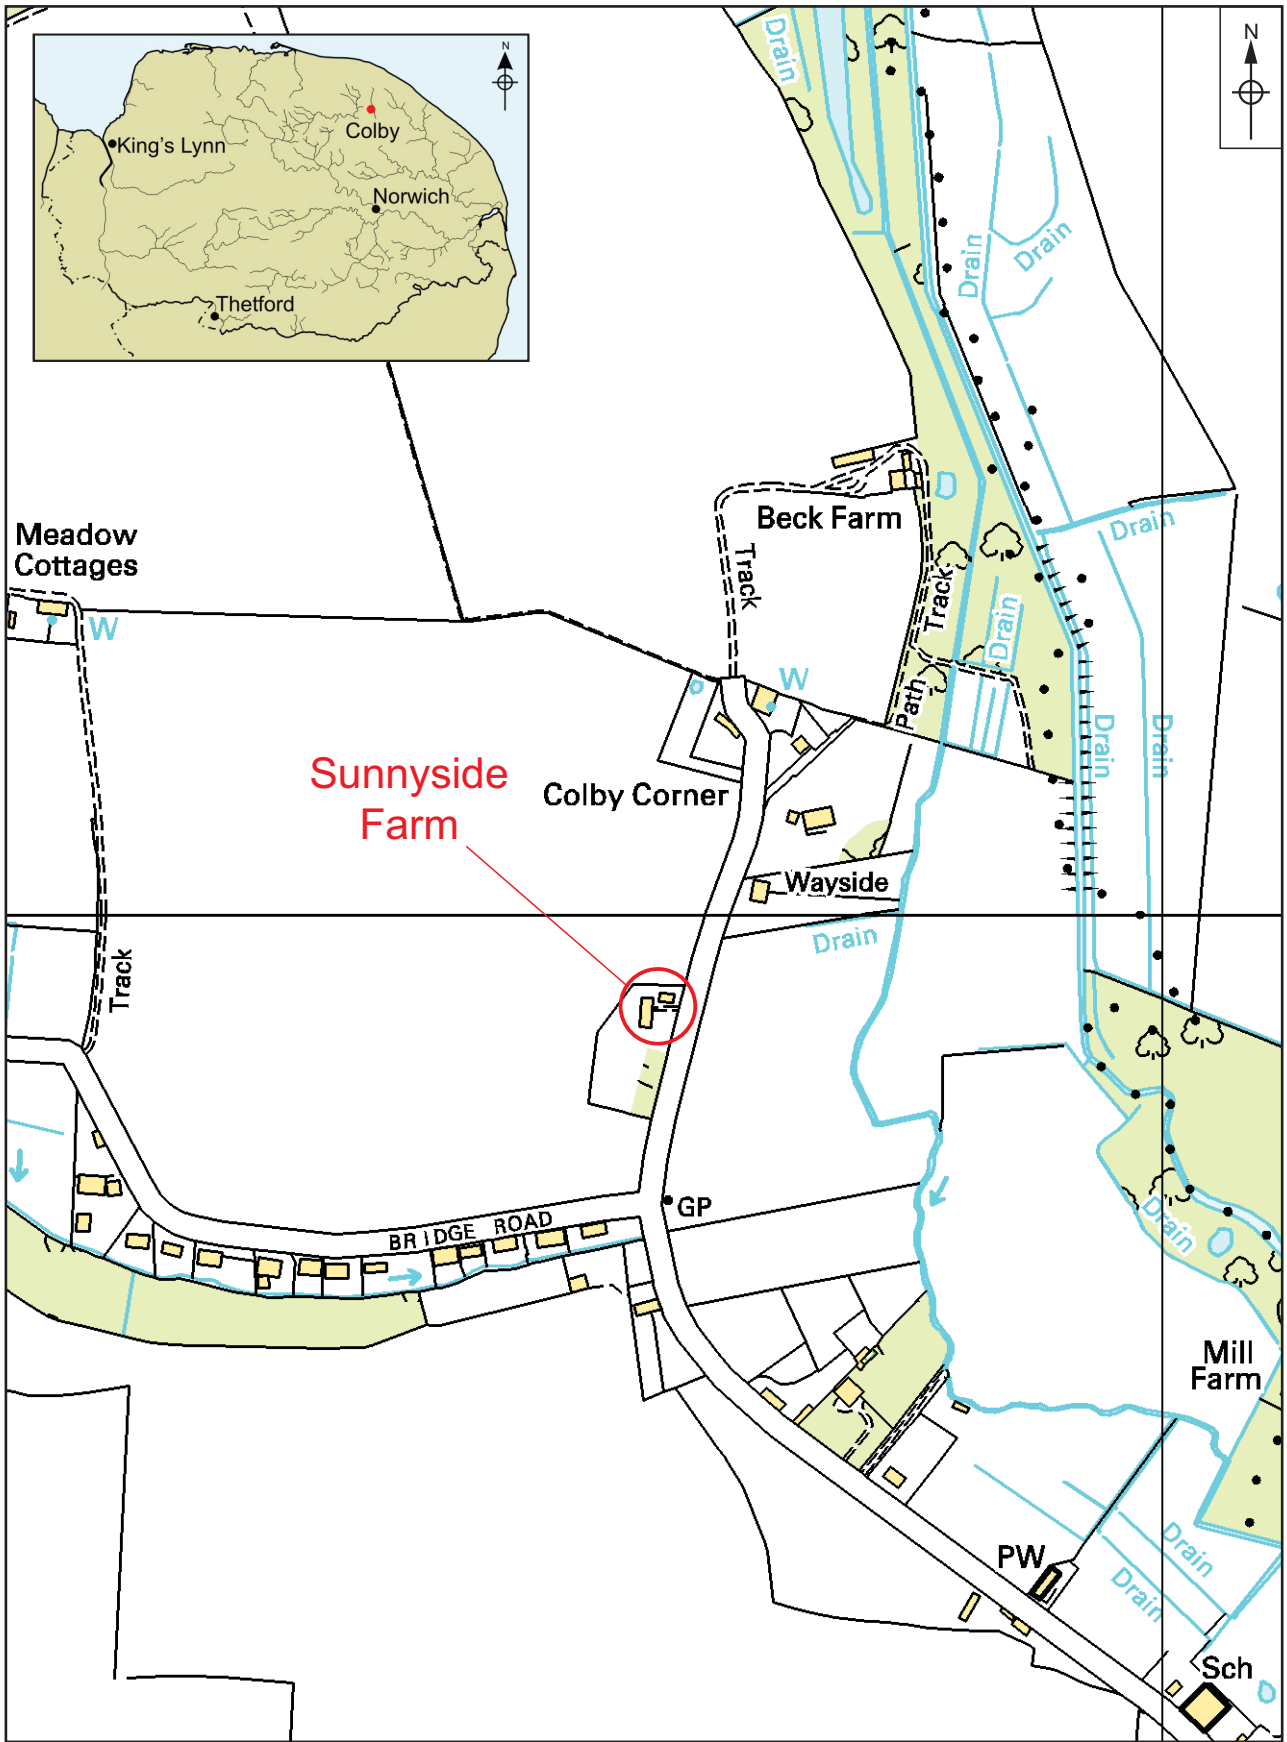 Drain
N
N
King's Lynn
Colby
Norwich
Thetford
Drain
Drain
Beck Farm
Drain
Meadow
Cottages
Track
Track
Drain
W
W
Path
Drain
Drain
Sunnyside
Farm
Colby Corner
Wayside
Drain
Track
GP
BRIDGE ROAD
Drain
Mill
Farm
PW
Drain
Drain
Sch